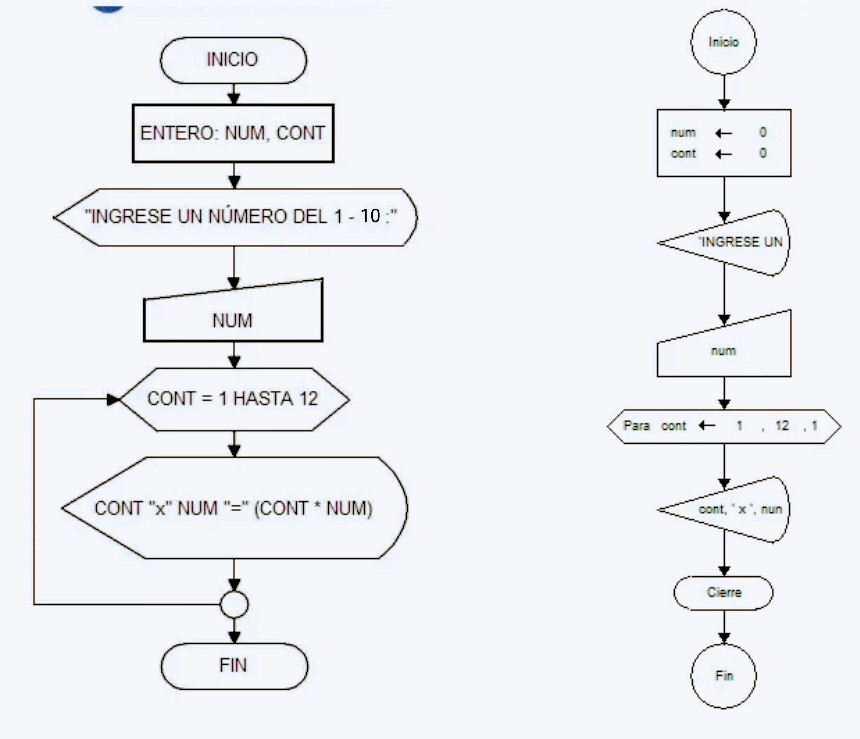 INICIO
ENTERO: NUM, CONT
"INGRESE UN NÚMERO DEL 1 - 10 :"
NUM
CONT = 1 HASTA 12
CONT "x" NUM "=" (CONT * NUM)
FIN
Inicio
num ← 0
cont ← 0
'INGRESE UN
num
Para cont ← 1 , 12 , 1
cont, ' x ', nun
Cierre
Fin